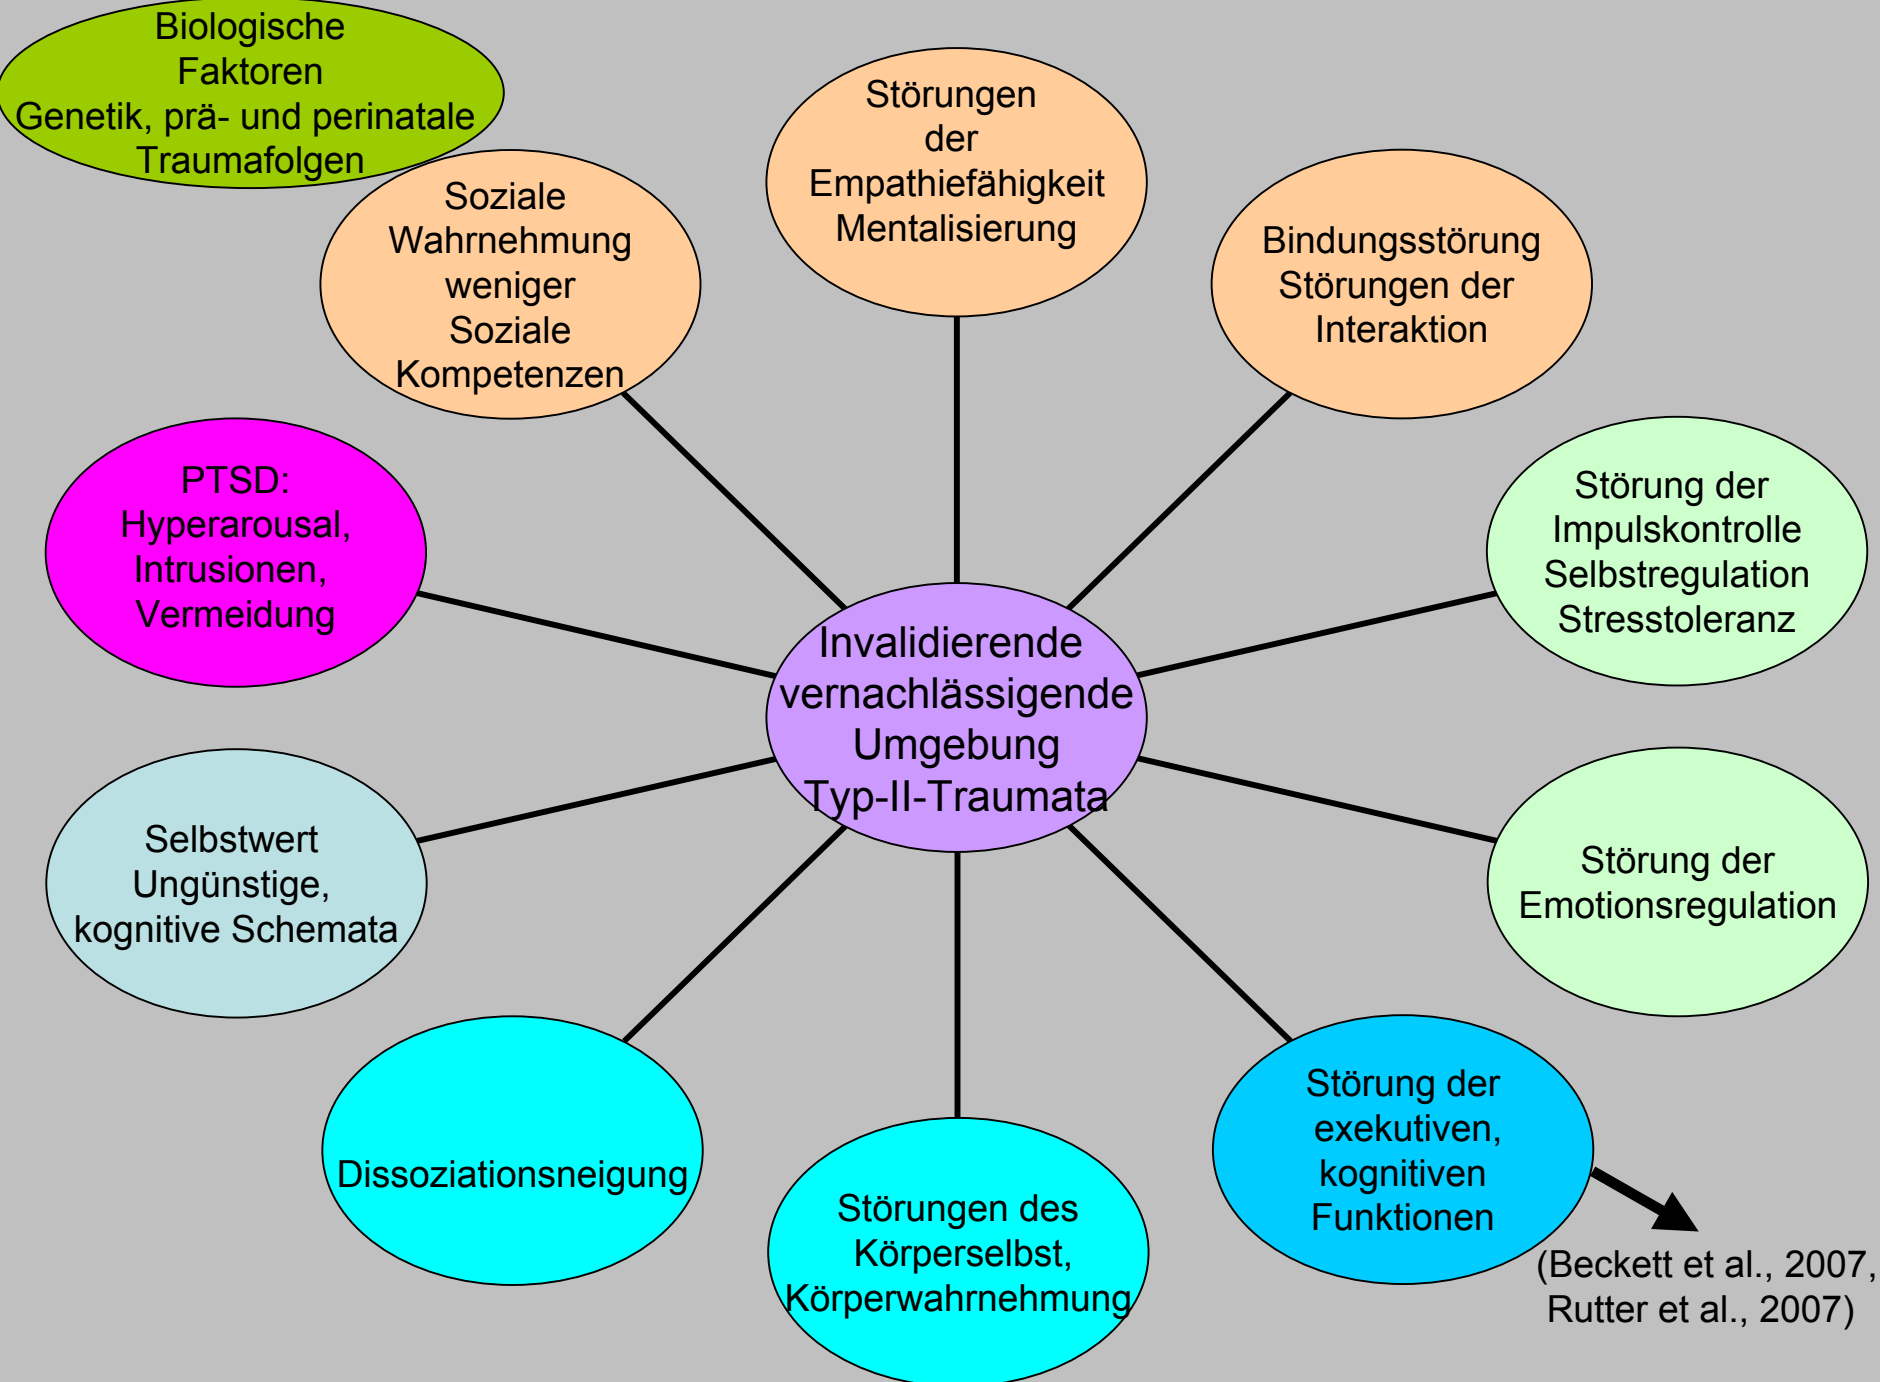 Biologische
Faktoren
Genetik, prä- und perinatale
Traumafolgen
Störungen
der
Empathiefähigkeit
Mentalisierung
Soziale
Wahrnehmung
weniger
Soziale
Kompetenzen
Bindungsstörung
Störungen der
Interaktion
PTSD:
Hyperarousal,
Intrusionen,
Vermeidung
Störung der
Impulskontrolle
Selbstregulation
Stresstoleranz
Invalidierende
vernachlässigende
Umgebung
Typ-II-Traumata
Selbstwert
Ungünstige,
kognitive Schemata
Störung der
Emotionsregulation
Dissoziationsneigung
Störungen des
Körperselbst,
Körperwahrnehmung
Störung der
exekutiven,
kognitiven
Funktionen
(Beckett et al., 2007,
Rutter et al., 2007)